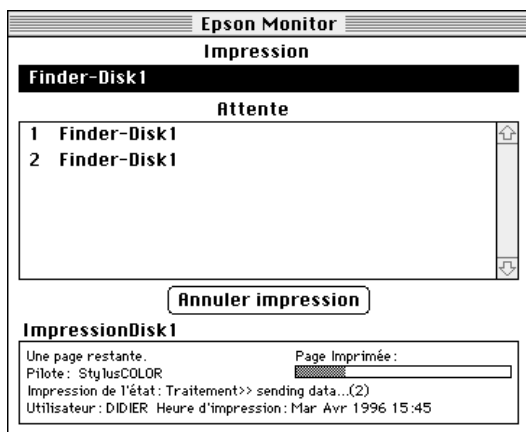 Epson Monitor
Impression
Finder-Disk1
Attente
1 Finder-Disk1
2 Finder-Disk1
Annuler impression
ImpressionDisk1
Une page restante. Page Imprimée:
Pilote: StylusCOLOR
Impression de l'état: Traitement>> sending data...(2)
Utilisateur: DIDIER Heure d'impression: Mar Avr 1996 15:45